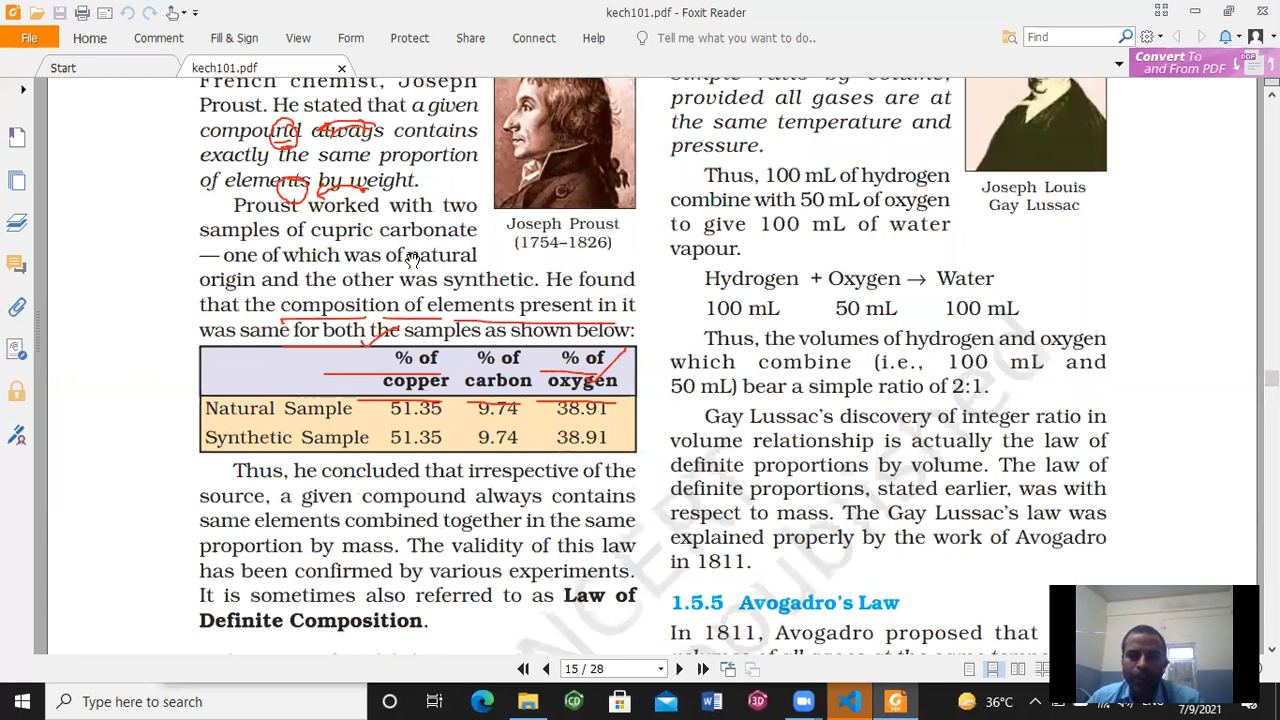 kech101.pdf - Foxit Reader
File Home Comment Fill & Sign View Form Protect Share Connect Help Tell me what you want to do.. Find
Start kech101.pdf
Convert To
and From PDF
French chemist, Joseph
Proust. He stated that a given
compound always contains
exactly the same proportion
of elements by weight.
Proust worked with two
samples of cupric carbonate
— one of which was of natural
origin and the other was synthetic. He found
that the composition of elements present in it
was same for both the samples as shown below:
Joseph Proust
(1754–1826)
% of % of % of
copper carbon oxygen
Natural Sample 51.35 9.74 38.91
Synthetic Sample 51.35 9.74 38.91
Thus, he concluded that irrespective of the
source, a given compound always contains
same elements combined together in the same
proportion by mass. The validity of this law
has been confirmed by various experiments.
It is sometimes also referred to as Law of
Definite Composition.
simple ratio by volume,
provided all gases are at
the same temperature and
pressure.
Thus, 100 mL of hydrogen
combine with 50 mL of oxygen
to give 100 mL of water
vapour.
Joseph Louis
Gay Lussac
Hydrogen + Oxygen → Water
100 mL 50 mL 100 mL
Thus, the volumes of hydrogen and oxygen
which combine (i.e., 100 mL and
50 mL) bear a simple ratio of 2:1.
Gay Lussac's discovery of integer ratio in
volume relationship is actually the law of
definite proportions by volume. The law of
definite proportions, stated earlier, was with
respect to mass. The Gay Lussac's law was
explained properly by the work of Avogadro
in 1811.
1.5.5 Avogadro's Law
In 1811, Avogadro proposed that
15 / 28
Type here to search
36°C
7/9/2021